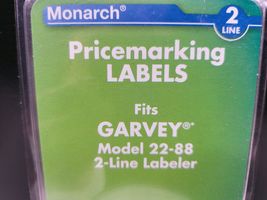 Monarch®
2
LINE
Pricemarking
LABELS
Fits
GARVEY®*
Model 22-88
2-Line Labeler